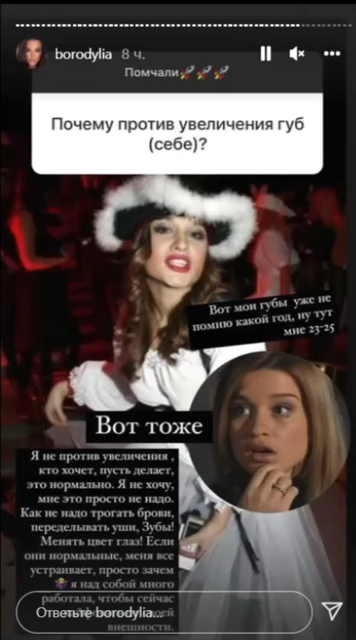 borodylia 8 ч.
Помчали🚀🚀🚀
Почему против увеличения губ
(себе)?
Вот мои губы уже не
помню какой год, ну тут
мне 23-25
Вот тоже
Я не против увеличения ,
кто хочет, пусть делает,
это нормально. Я не хочу,
мне это просто не надо.
Как не надо трогать брови,
переделывать уши, Зубы!
Менять цвет глаз! Если
они нормальные, меня все
устраивает, просто зачем
🤷‍♀️ я над собой много
работала, чтобы сейчас
Ответьте borodylia...
внешности.